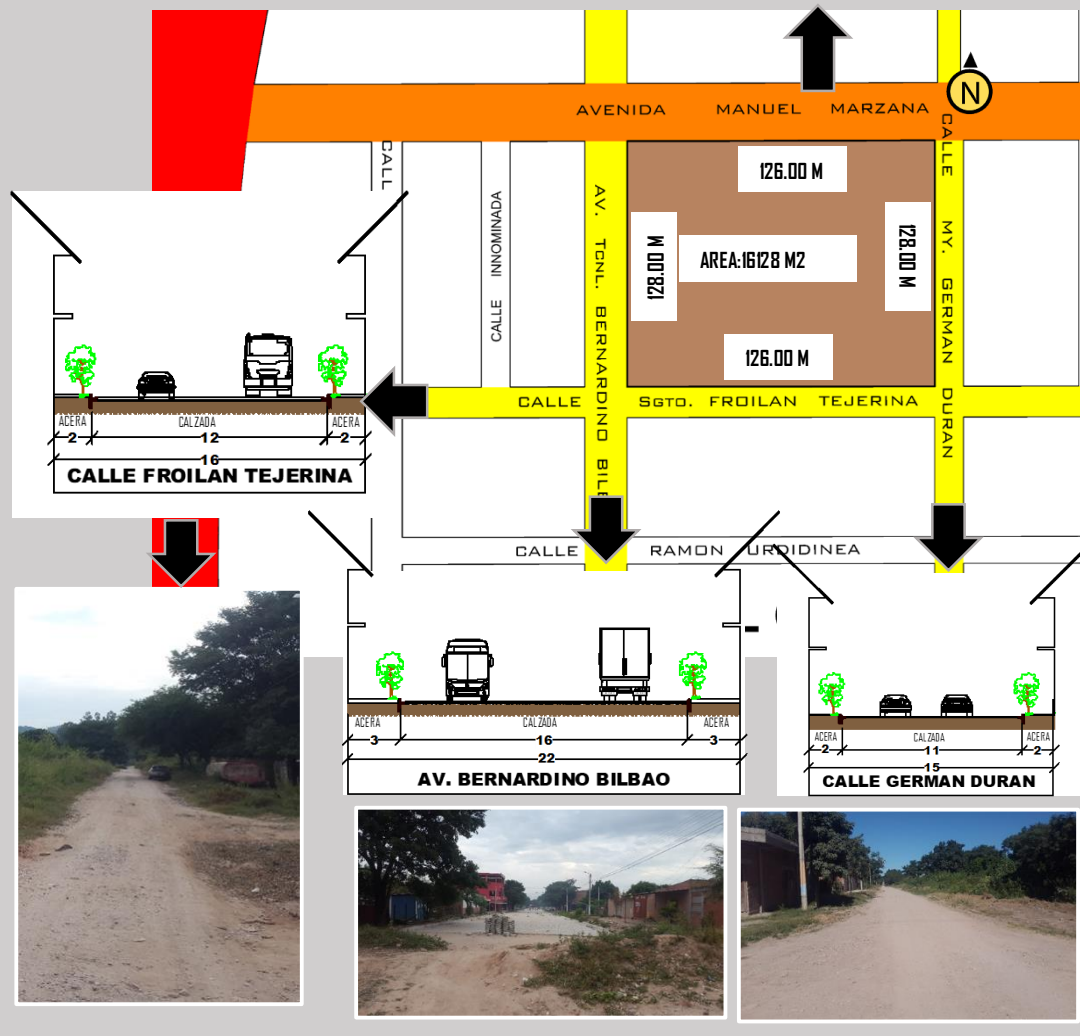 AVENIDA MANUEL MARZANA
N
CALLE MY. GERMAN DURAN
CALL
CALLE INNOMINADA
AV. TCNL. BERNARDINO BILB
126.00 M
128.00 M
AREA:16128 M2
128.00 M
126.00 M
CALLE SGTO. FROILAN TEJERINA
CALLE RAMON URDIDINEA
ACERA CALZADA ACERA
2 12 2
16
CALLE FROILAN TEJERINA
ACERA CALZADA ACERA
3 16 3
22
AV. BERNARDINO BILBAO
ACERA CALZADA ACERA
2 11 2
15
CALLE GERMAN DURAN